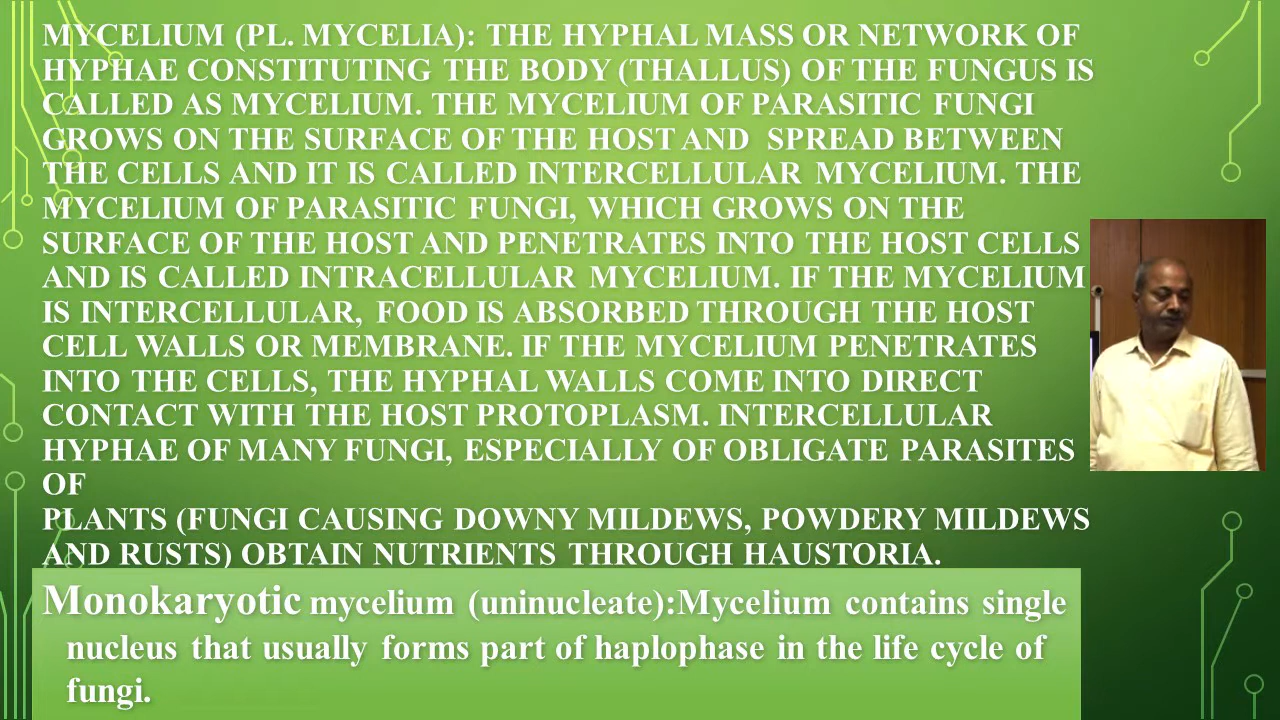 MYCELIUM (PL. MYCELIA): THE HYPHAL MASS OR NETWORK OF
HYPHAE CONSTITUTING THE BODY (THALLUS) OF THE FUNGUS IS
CALLED AS MYCELIUM. THE MYCELIUM OF PARASITIC FUNGI
GROWS ON THE SURFACE OF THE HOST AND SPREAD BETWEEN
THE CELLS AND IT IS CALLED INTERCELLULAR MYCELIUM. THE
MYCELIUM OF PARASITIC FUNGI, WHICH GROWS ON THE
SURFACE OF THE HOST AND PENETRATES INTO THE HOST CELLS
AND IS CALLED INTRACELLULAR MYCELIUM. IF THE MYCELIUM
IS INTERCELLULAR, FOOD IS ABSORBED THROUGH THE HOST
CELL WALLS OR MEMBRANE. IF THE MYCELIUM PENETRATES
INTO THE CELLS, THE HYPHAL WALLS COME INTO DIRECT
CONTACT WITH THE HOST PROTOPLASM. INTERCELLULAR
HYPHAE OF MANY FUNGI, ESPECIALLY OF OBLIGATE PARASITES
OF
PLANTS (FUNGI CAUSING DOWNY MILDEWS, POWDERY MILDEWS
AND RUSTS) OBTAIN NUTRIENTS THROUGH HAUSTORIA.
Monokaryotic mycelium (uninucleate):Mycelium contains single
nucleus that usually forms part of haplophase in the life cycle of
fungi.